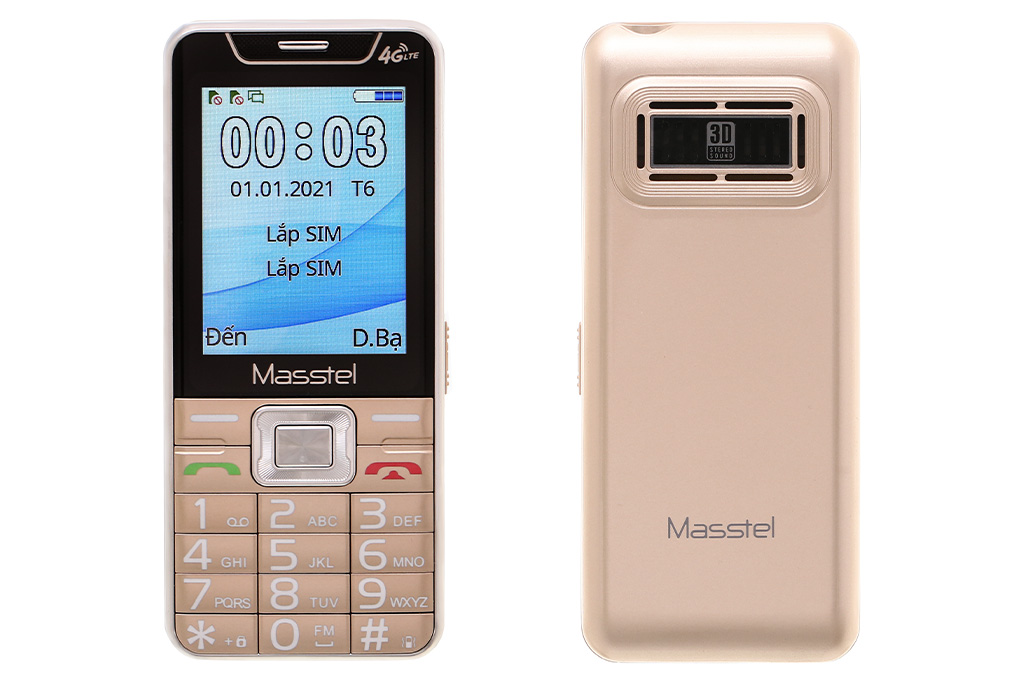 4G LTE
00:03
01.01.2021 T6
Lắp SIM
Lắp SIM
Đến D.Bạ
Masstel
1 2 ABC 3 DEF
4 GHI 5 JKL 6 MNO
7 PQRS 8 TUV 9 WXYZ
* + 0 FM #
3D
STEREO
SOUND
Masstel